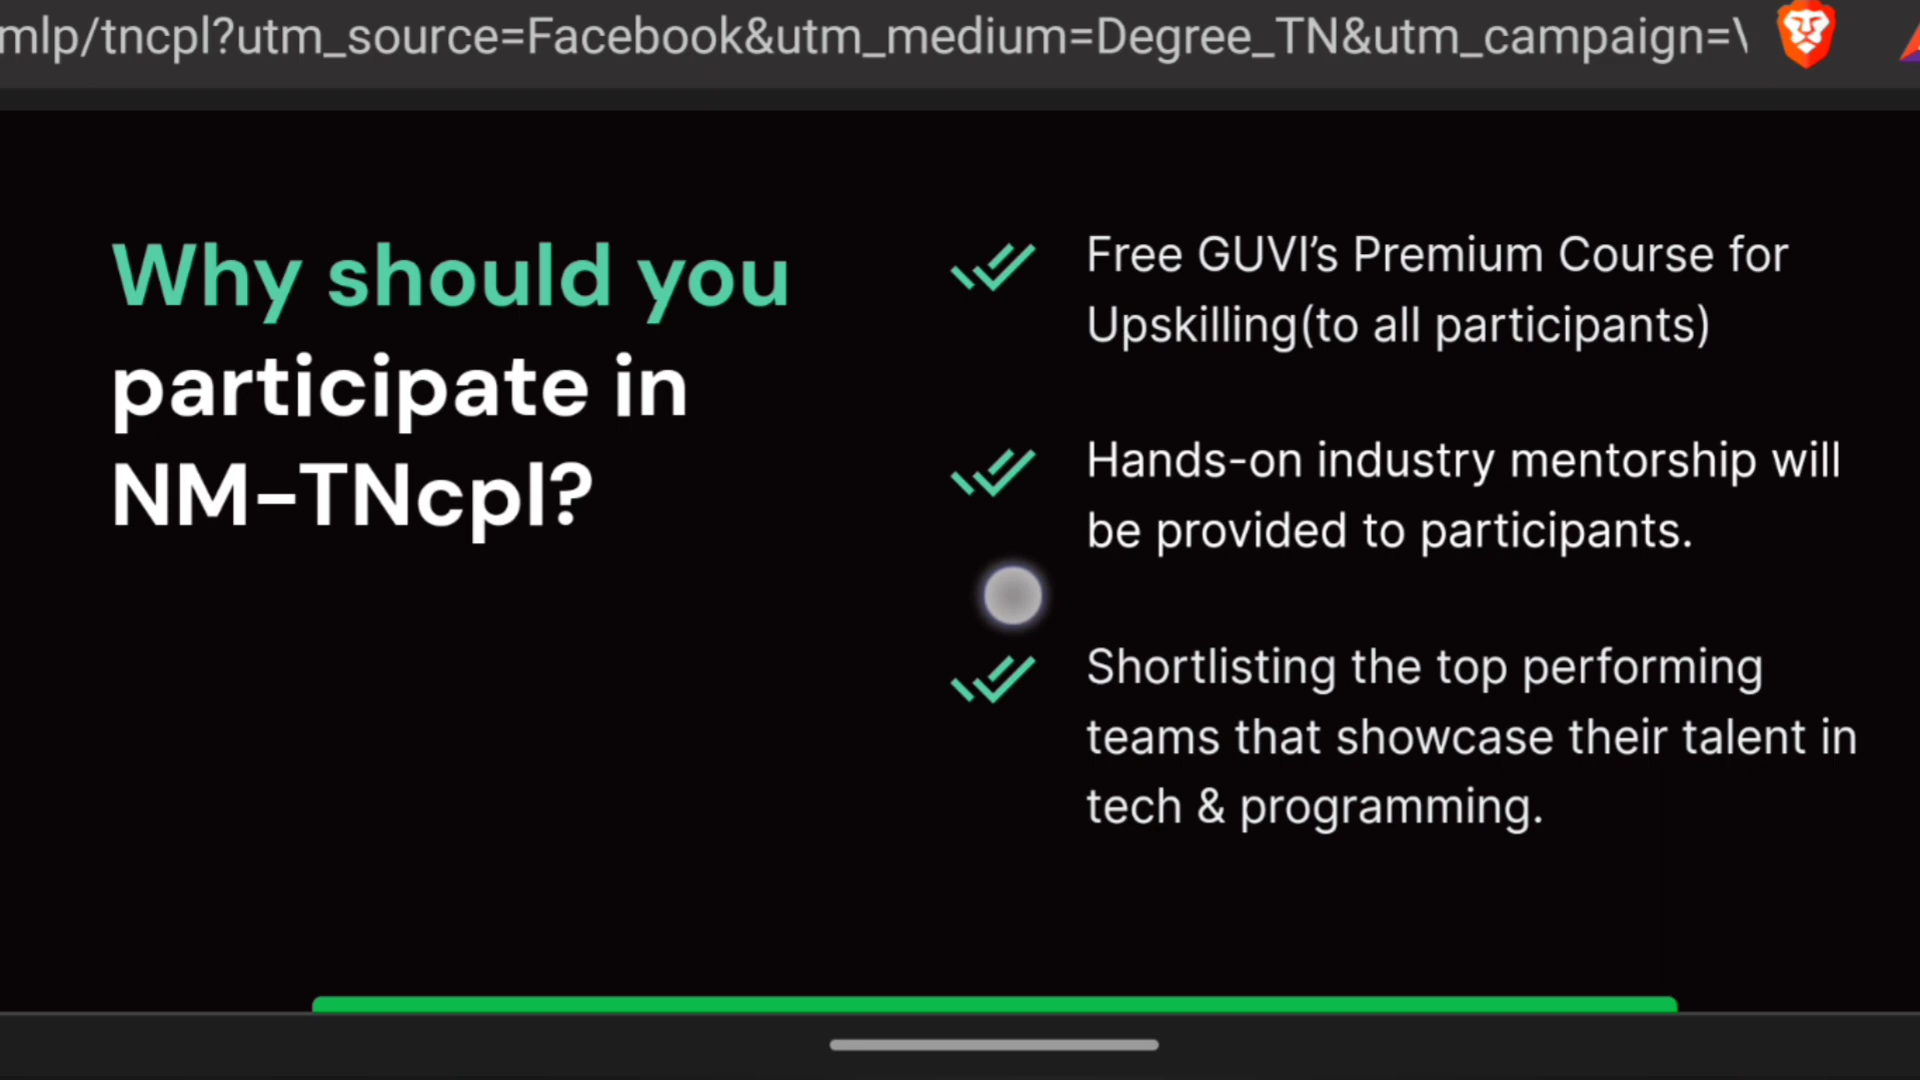 mlp/tncpl?utm_source=Facebook&utm_medium=Degree_TN&utm_campaign=\
Why should you
participate in
NM-TNcpl?
Free GUVI's Premium Course for
Upskilling(to all participants)
Hands-on industry mentorship will
be provided to participants.
Shortlisting the top performing
teams that showcase their talent in
tech & programming.